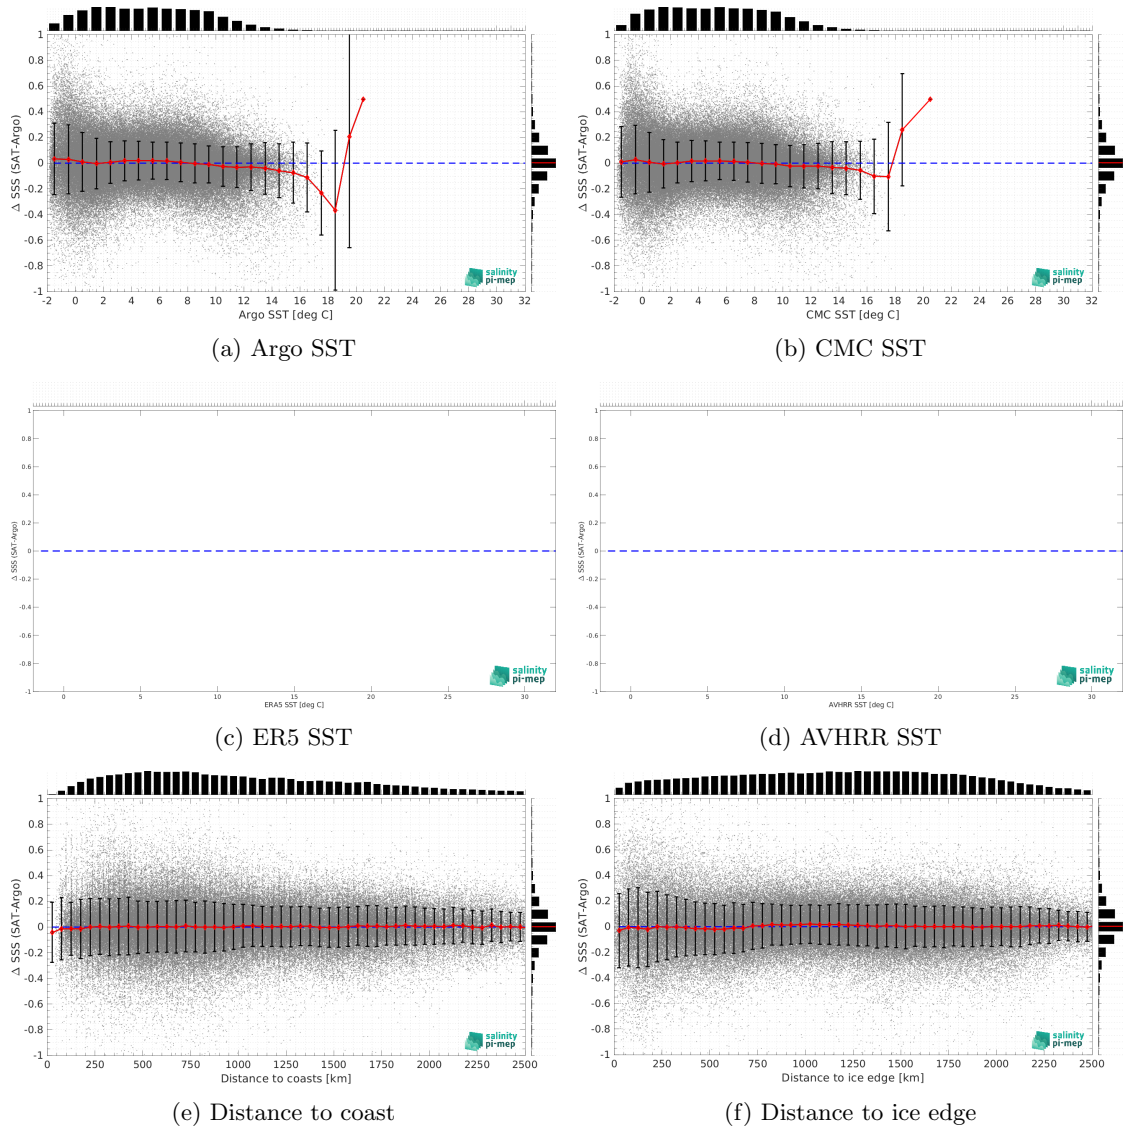 1
0.8
0.6
0.4
0.2
0
-0.2
-0.4
-0.6
-0.8
-1
Δ SSS (SAT-Argo)
-2 0 2 4 6 8 10 12 14 16 18 20 22 24 26 28 30 32
Argo SST [deg C]
salinity
pi-mep
(a) Argo SST
1
0.8
0.6
0.4
0.2
0
-0.2
-0.4
-0.6
-0.8
-1
Δ SSS (SAT-Argo)
-2 0 2 4 6 8 10 12 14 16 18 20 22 24 26 28 30 32
CMC SST [deg C]
salinity
pi-mep
(b) CMC SST
1
0.8
0.6
0.4
0.2
0
-0.2
-0.4
-0.6
-0.8
-1
Δ SSS (SAT-Argo)
0 5 10 15 20 25 30
ERA5 SST [deg C]
salinity
pi-mep
(c) ER5 SST
1
0.8
0.6
0.4
0.2
0
-0.2
-0.4
-0.6
-0.8
-1
Δ SSS (SAT-Argo)
0 5 10 15 20 25 30
AVHRR SST [deg C]
salinity
pi-mep
(d) AVHRR SST
1
0.8
0.6
0.4
0.2
0
-0.2
-0.4
-0.6
-0.8
-1
Δ SSS (SAT-Argo)
0 250 500 750 1000 1250 1500 1750 2000 2250 2500
Distance to coasts [km]
salinity
pi-mep
(e) Distance to coast
1
0.8
0.6
0.4
0.2
0
-0.2
-0.4
-0.6
-0.8
-1
Δ SSS (SAT-Argo)
0 250 500 750 1000 1250 1500 1750 2000 2250 2500
Distance to ice edge [km]
salinity
pi-mep
(f) Distance to ice edge